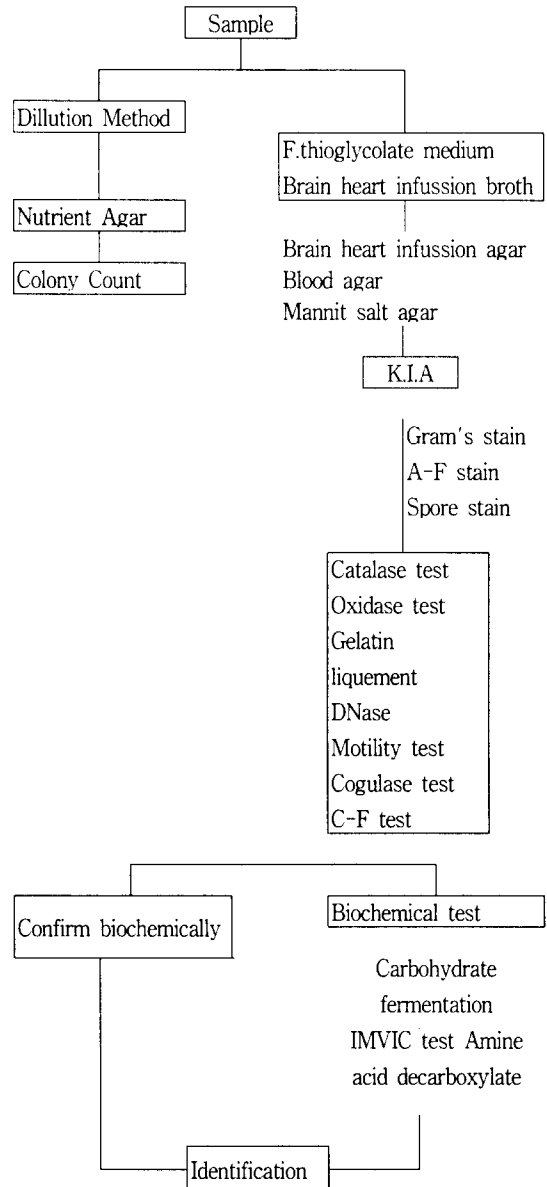 Sample
Dillution Method
Nutrient Agar
Colony Count
F.thioglycolate medium
Brain heart infussion broth
Brain heart infussion agar
Blood agar
Mannit salt agar
K.I.A
Gram's stain
A-F stain
Spore stain
Catalase test
Oxidase test
Gelatin
liquement
DNase
Motility test
Cogulase test
C-F test
Confirm biochemically
Biochemical test
Carbohydrate
fermentation
IMVIC test Amine
acid decarboxylate
Identification